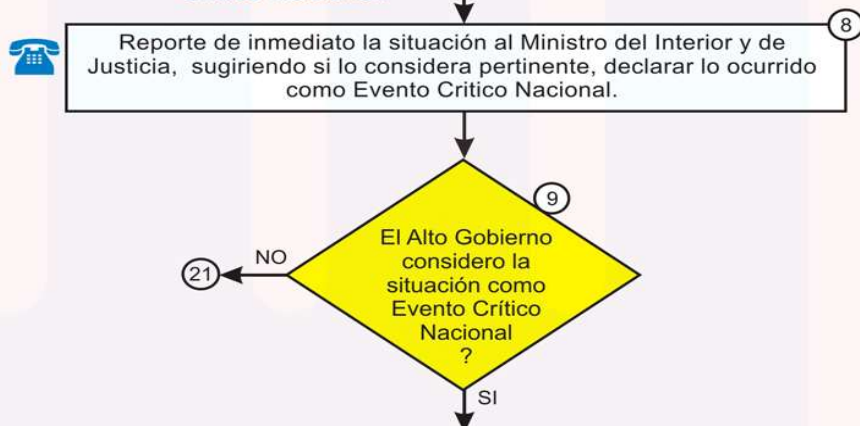 8
Reporte de inmediato la situación al Ministro del Interior y de
Justicia, sugiriendo si lo considera pertinente, declarar lo ocurrido
como Evento Critico Nacional.
9
El Alto Gobierno
considero la
situación como
Evento Crítico
Nacional
?
NO
21
SI